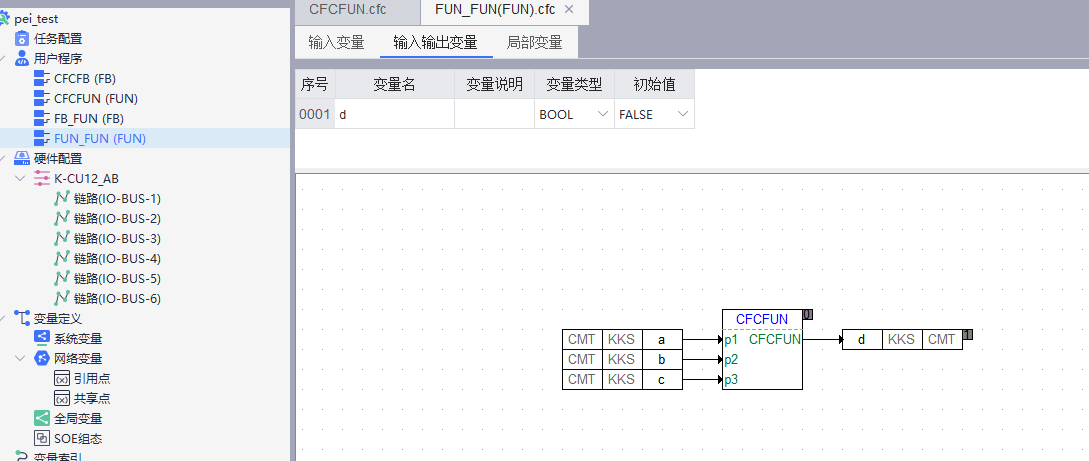 CFCFUN.cfc FUN_FUN(FUN).cfc ×
pei_test
任务配置
用户程序
CFCFB (FB)
CFCFUN (FUN)
FB_FUN (FB)
FUN_FUN (FUN)
硬件配置
K-CU12_AB
链路(IO-BUS-1)
链路(IO-BUS-2)
链路(IO-BUS-3)
链路(IO-BUS-4)
链路(IO-BUS-5)
链路(IO-BUS-6)
变量定义
系统变量
网络变量
引用点
共享点
全局变量
SOE组态
变量索引
输入变量 输入输出变量 局部变量
序号 变量名 变量说明 变量类型 初始值
0001 d BOOL FALSE
CFCFUN 0
CMT KKS a p1 CFCFUN d KKS CMT 1
CMT KKS b p2
CMT KKS c p3